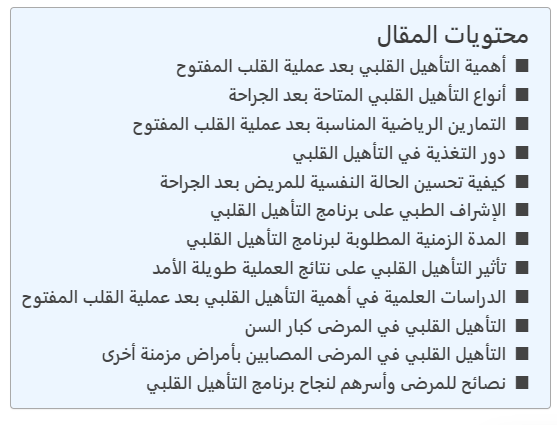 محتويات المقال
■ أهمية التأهيل القلبي بعد عملية القلب المفتوح
■ أنواع التأهيل القلبي المتاحة بعد الجراحة
■ التمارين الرياضية المناسبة بعد عملية القلب المفتوح
■ دور التغذية في التأهيل القلبي
■ كيفية تحسين الحالة النفسية للمريض بعد الجراحة
■ الإشراف الطبي على برنامج التأهيل القلبي
■ المدة الزمنية المطلوبة لبرنامج التأهيل القلبي
■ تأثير التأهيل القلبي على نتائج العملية طويلة الأمد
■ الدراسات العلمية في أهمية التأهيل القلبي بعد عملية القلب المفتوح
■ التأهيل القلبي في المرضى كبار السن
■ التأهيل القلبي في المرضى المصابين بأمراض مزمنة أخرى
■ نصائح للمرضى وأسرهم لنجاح برنامج التأهيل القلبي